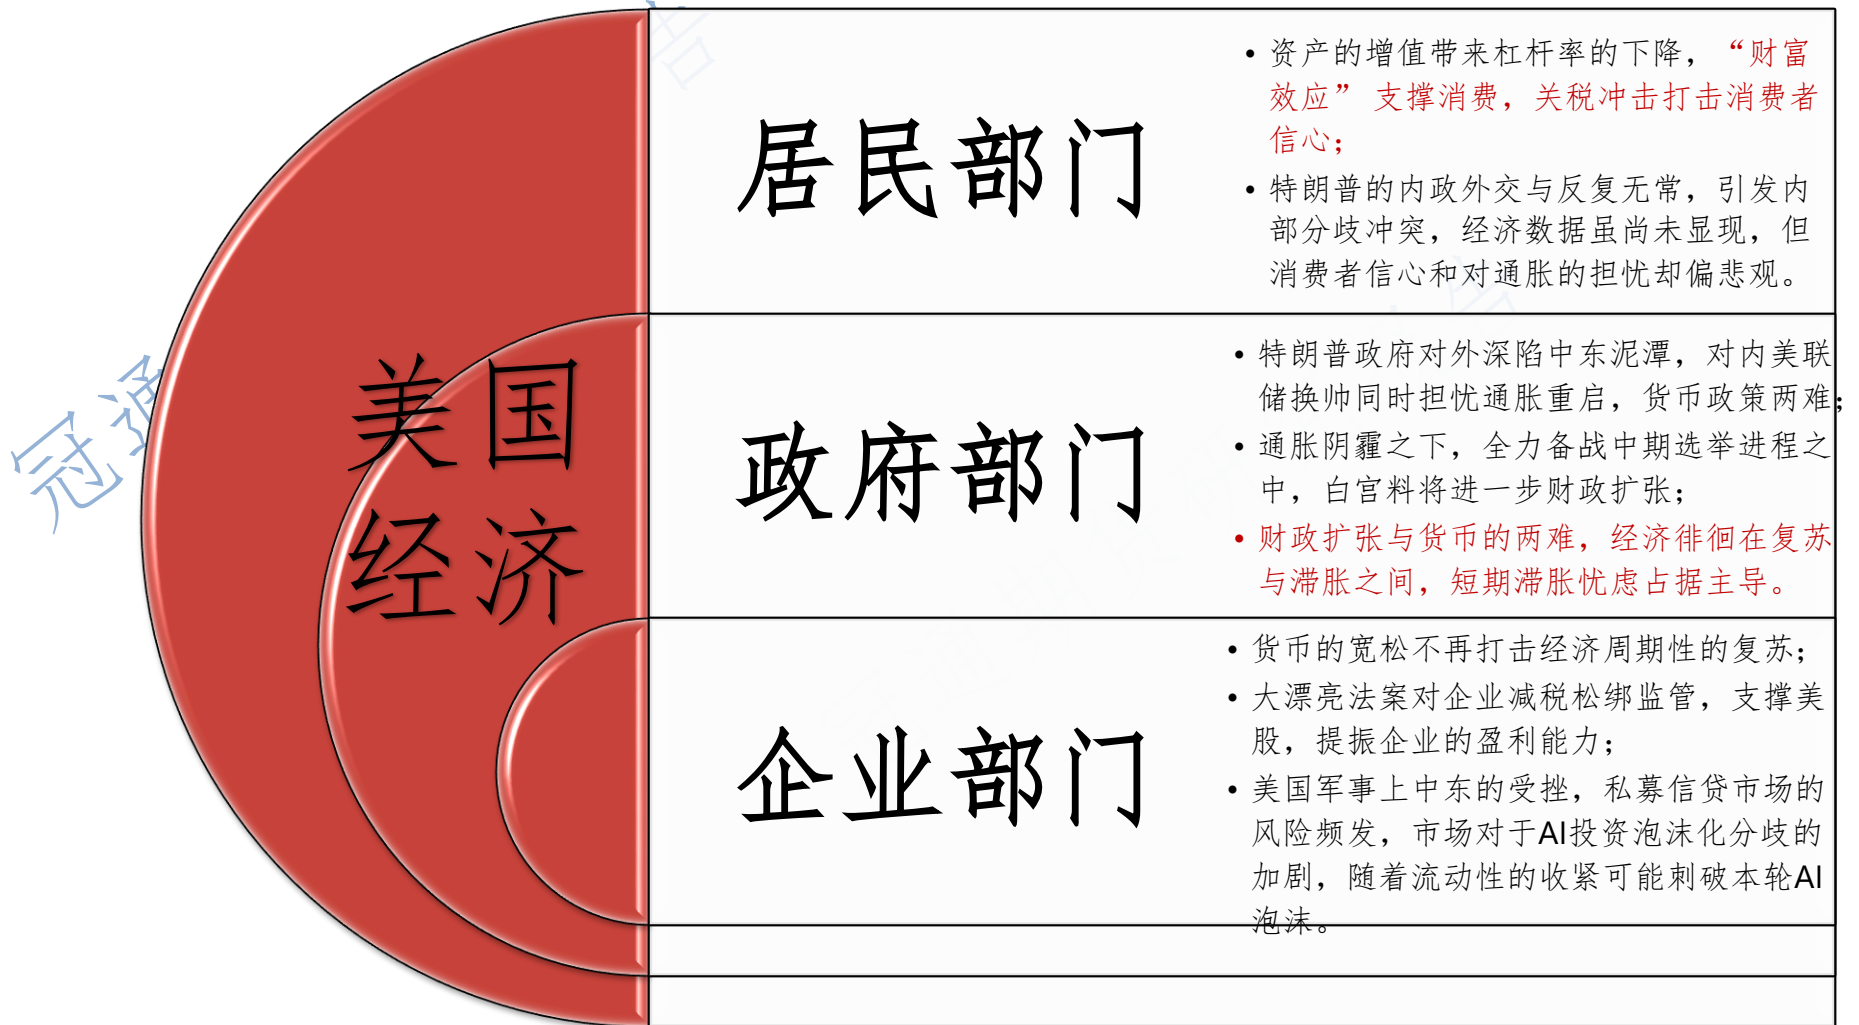 美国
经济
居民部门
• 资产的增值带来杠杆率的下降，“财富
效应” 支撑消费，关税冲击打击消费者
信心；
• 特朗普的内政外交与反复无常，引发内
部分歧冲突，经济数据虽尚未显现，但
消费者信心和对通胀的担忧却偏悲观。
政府部门
• 特朗普政府对外深陷中东泥潭，对内美联
储换帅同时担忧通胀重启，货币政策两难；
• 通胀阴霾之下，全力备战中期选举进程之
中，白宫料将进一步财政扩张；
• 财政扩张与货币的两难，经济徘徊在复苏
与滞胀之间，短期滞胀忧虑占据主导。
企业部门
• 货币的宽松不再打击经济周期性的复苏；
• 大漂亮法案对企业减税松绑监管，支撑美
股，提振企业的盈利能力；
• 美国军事上中东的受挫，私募信贷市场的
风险频发，市场对于AI投资泡沫化分歧的
加剧，随着流动性的收紧可能刺破本轮AI
泡沫。
冠通